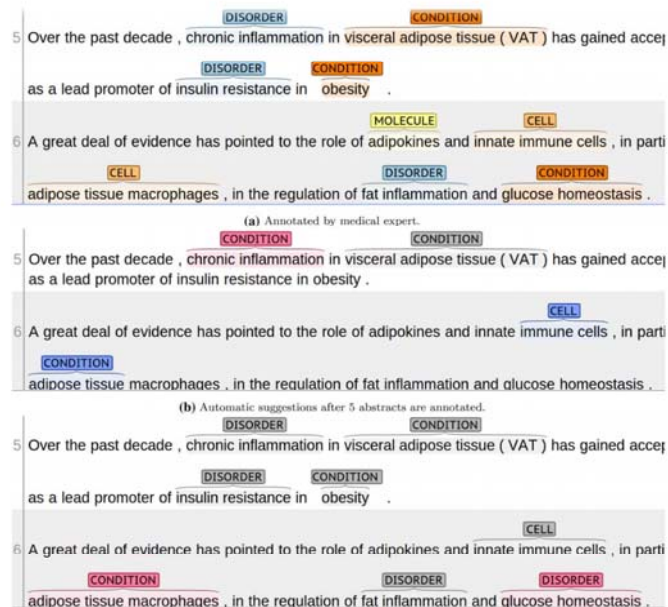 DISORDER CONDITION
5 Over the past decade , chronic inflammation in visceral adipose tissue ( VAT ) has gained accep
DISORDER CONDITION
as a lead promoter of insulin resistance in obesity .
MOLECULE CELL
6 A great deal of evidence has pointed to the role of adipokines and innate immune cells , in parti
CELL DISORDER CONDITION
adipose tissue macrophages , in the regulation of fat inflammation and glucose homeostasis .
(a) Annotated by medical expert.
CONDITION CONDITION
5 Over the past decade , chronic inflammation in visceral adipose tissue ( VAT ) has gained accep
as a lead promoter of insulin resistance in obesity .
CELL
6 A great deal of evidence has pointed to the role of adipokines and innate immune cells , in parti
CONDITION
adipose tissue macrophages , in the regulation of fat inflammation and glucose homeostasis .
(b) Automatic suggestions after 5 abstracts are annotated.
DISORDER CONDITION
5 Over the past decade , chronic inflammation in visceral adipose tissue ( VAT ) has gained accep
DISORDER CONDITION
as a lead promoter of insulin resistance in obesity .
CELL
6 A great deal of evidence has pointed to the role of adipokines and innate immune cells , in parti
CONDITION DISORDER DISORDER
adipose tissue macrophages , in the regulation of fat inflammation and glucose homeostasis .